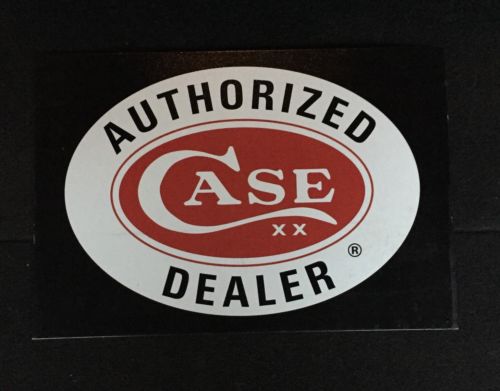 AUTHORIZED
CASE
XX
DEALER
®